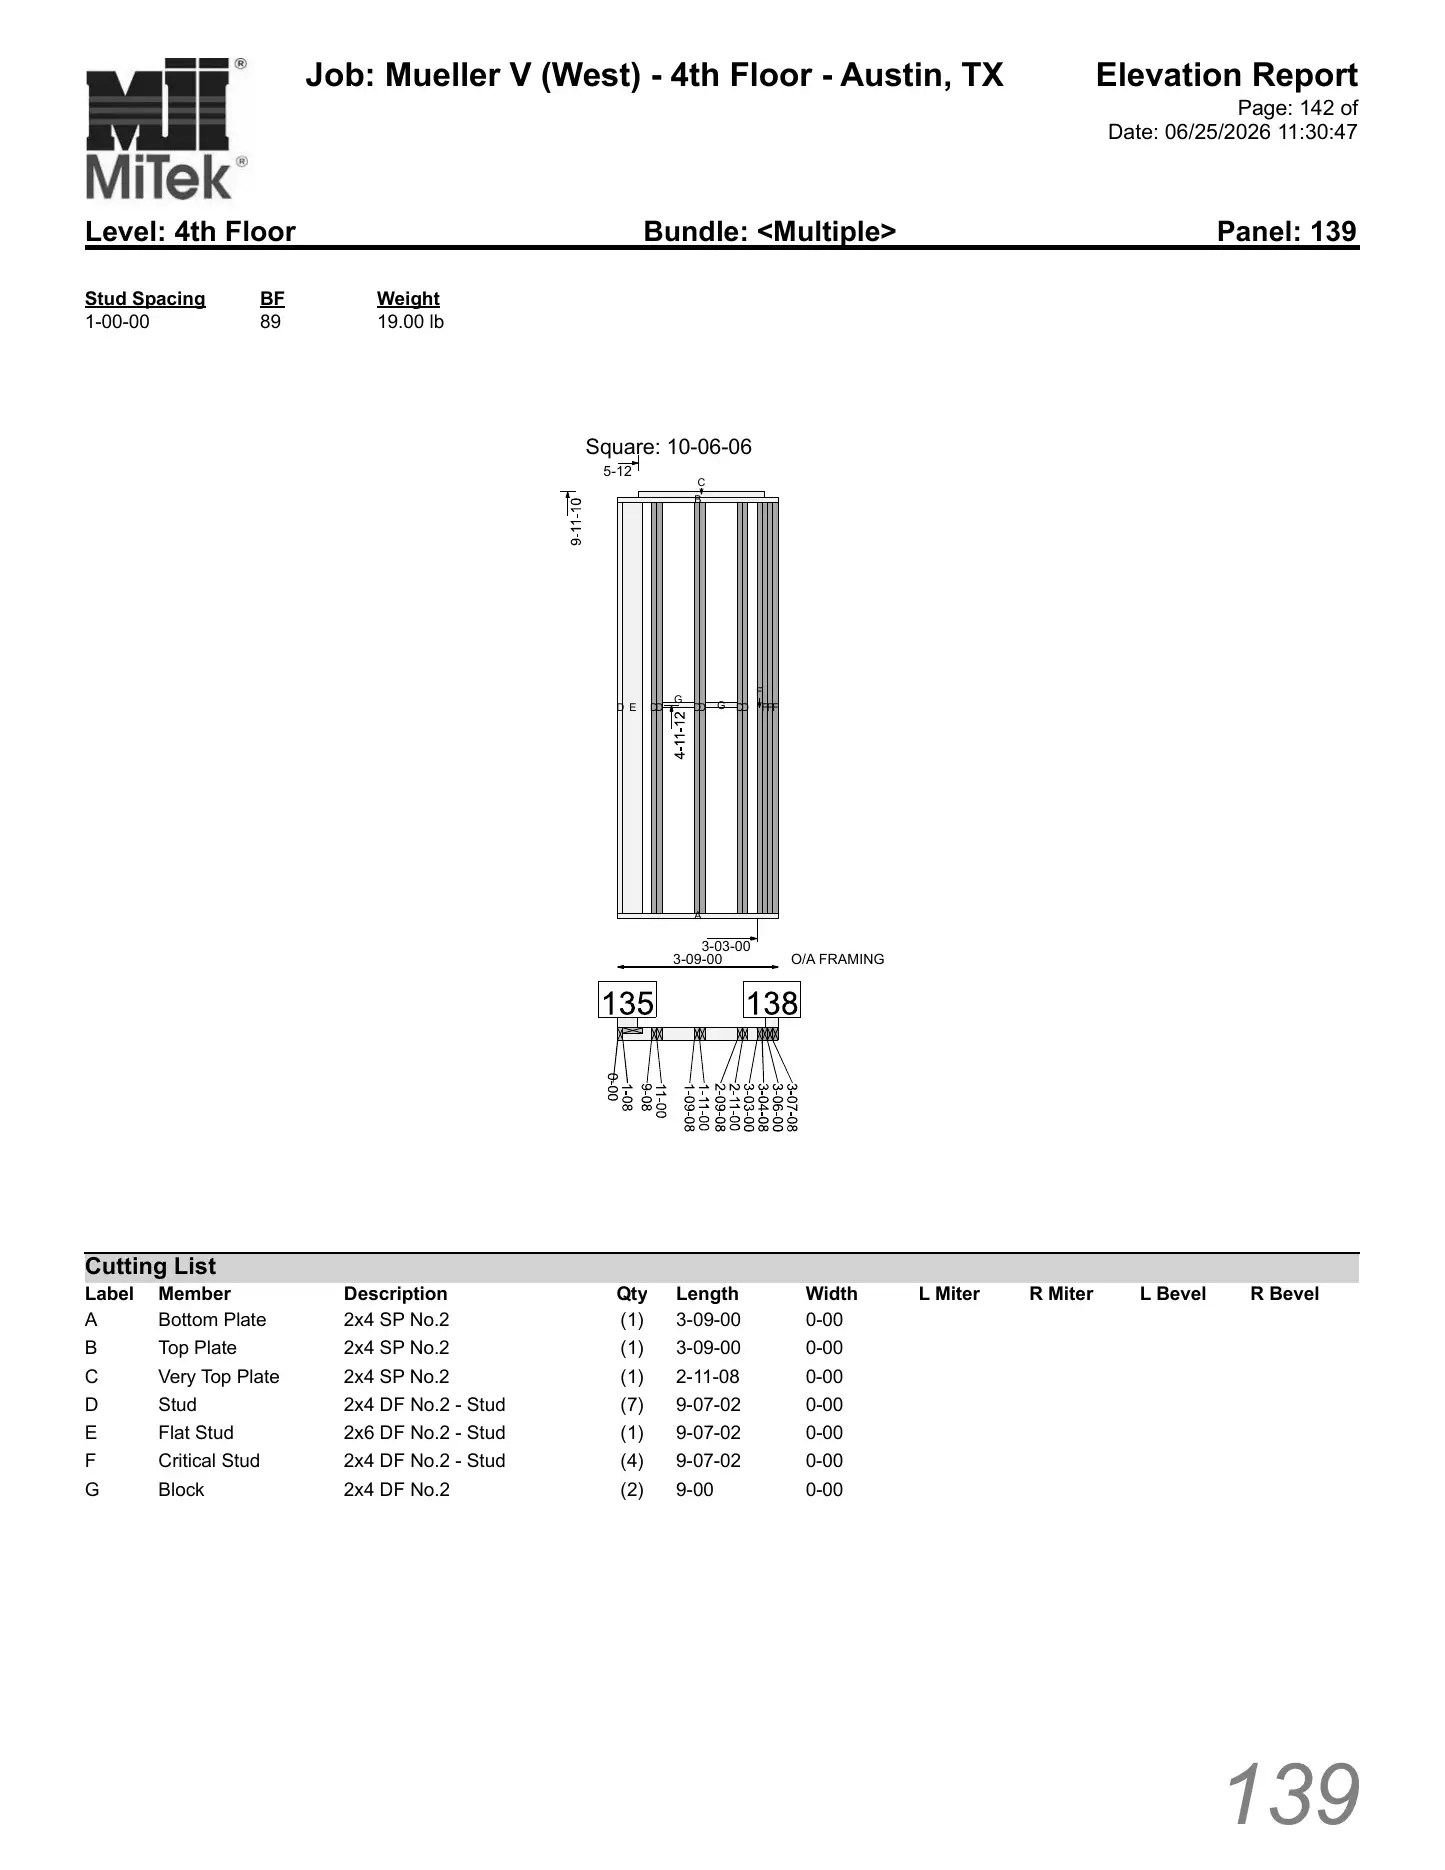 MiTek®
Job: Mueller V (West) - 4th Floor - Austin, TX
Elevation Report
Page: 142 of
Date: 06/25/2026 11:30:47
Level: 4th Floor Bundle: <Multiple> Panel: 139
Stud Spacing BF Weight
1-00-00 89 19.00 lb
Square: 10-06-06
5-12
C
B
9-11-10
D E D D G D D G D D F F F F
4-11-12
A
3-03-00
3-09-00 O/A FRAMING
135 138
0-00 1-08 9-08 11-00 1-09-08 1-11-00 2-09-08 2-11-00 3-03-00 3-04-08 3-06-00 3-07-08
Cutting List
Label Member Description Qty Length Width L Miter R Miter L Bevel R Bevel
A Bottom Plate 2x4 SP No.2 (1) 3-09-00 0-00
B Top Plate 2x4 SP No.2 (1) 3-09-00 0-00
C Very Top Plate 2x4 SP No.2 (1) 2-11-08 0-00
D Stud 2x4 DF No.2 - Stud (7) 9-07-02 0-00
E Flat Stud 2x6 DF No.2 - Stud (1) 9-07-02 0-00
F Critical Stud 2x4 DF No.2 - Stud (4) 9-07-02 0-00
G Block 2x4 DF No.2 (2) 9-00 0-00
139